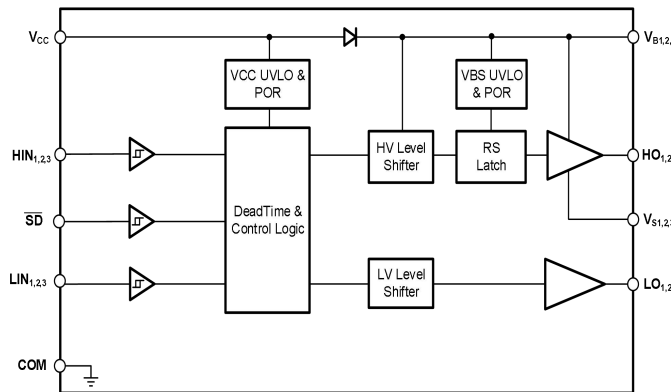 VCC
VB1,2,
VCC UVLO &
POR
VBS UVLO
& POR
HIN1,2,3
HV Level
Shifter
RS
Latch
HO1,2
SD
DeadTime &
Control Logic
VS1,2,3
LIN1,2,3
LV Level
Shifter
LO1,2
COM